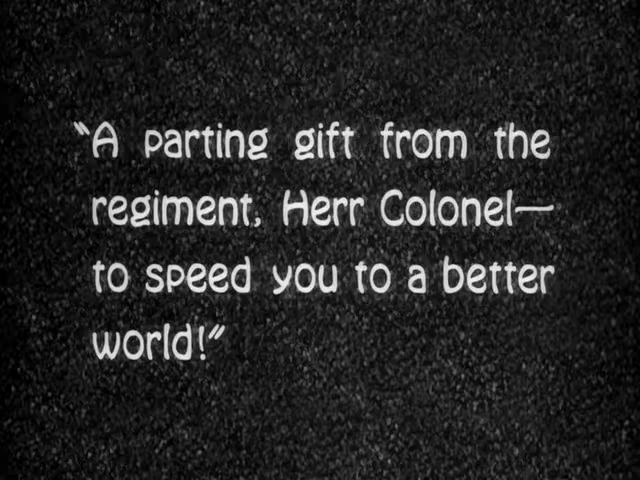 “A parting gift from the
regiment, Herr Colonel—
to speed you to a better
world!”